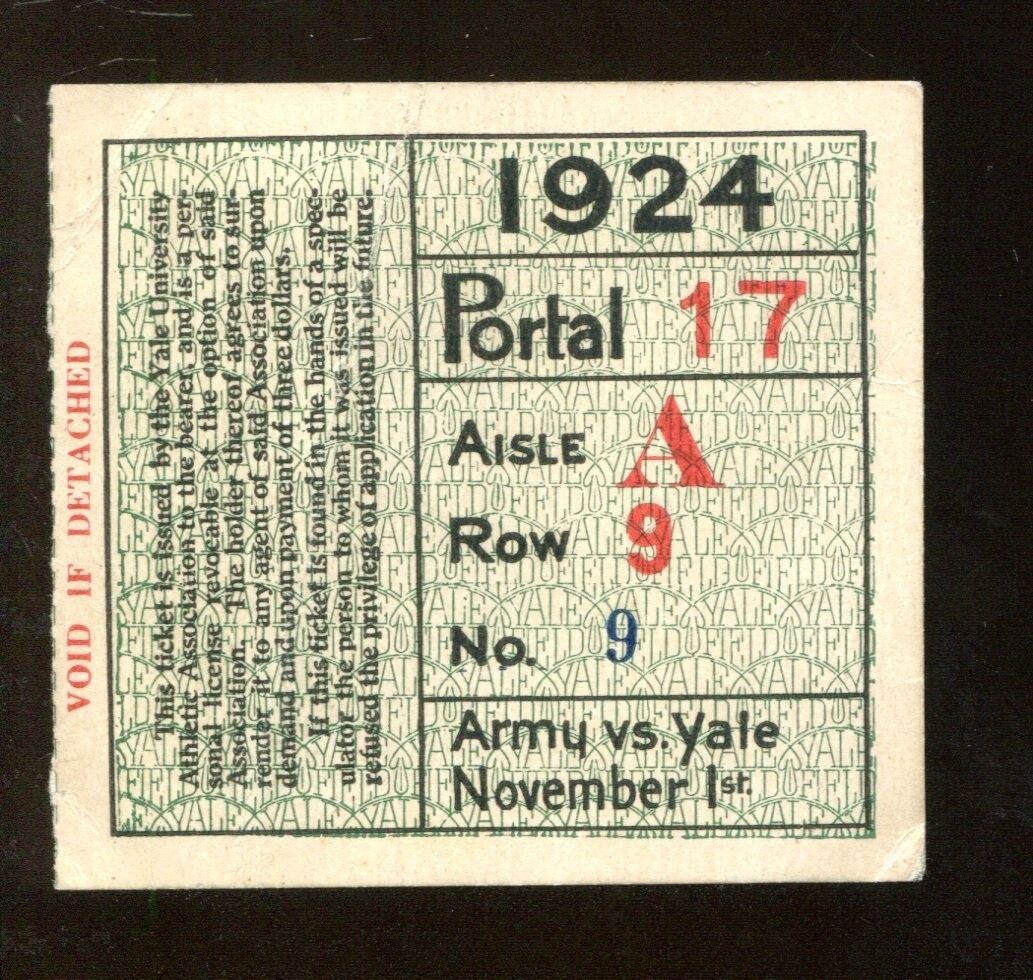 VOID IF DETACHED
This ticket is issued by the Yale University
Athletic Association to the bearer, and is a per-
sonal license revocable at the option of said
Association. The holder thereof agrees to sur-
render it to any agent of said Association upon
demand and upon payment of three dollars.
If this ticket is found in the hands of a spec-
ulator the person to whom it was issued will be
refused the privilege of application in the future.
1924
Portal 17
AISLE A
Row 9
No. 9
Army vs. Yale
November 1st.